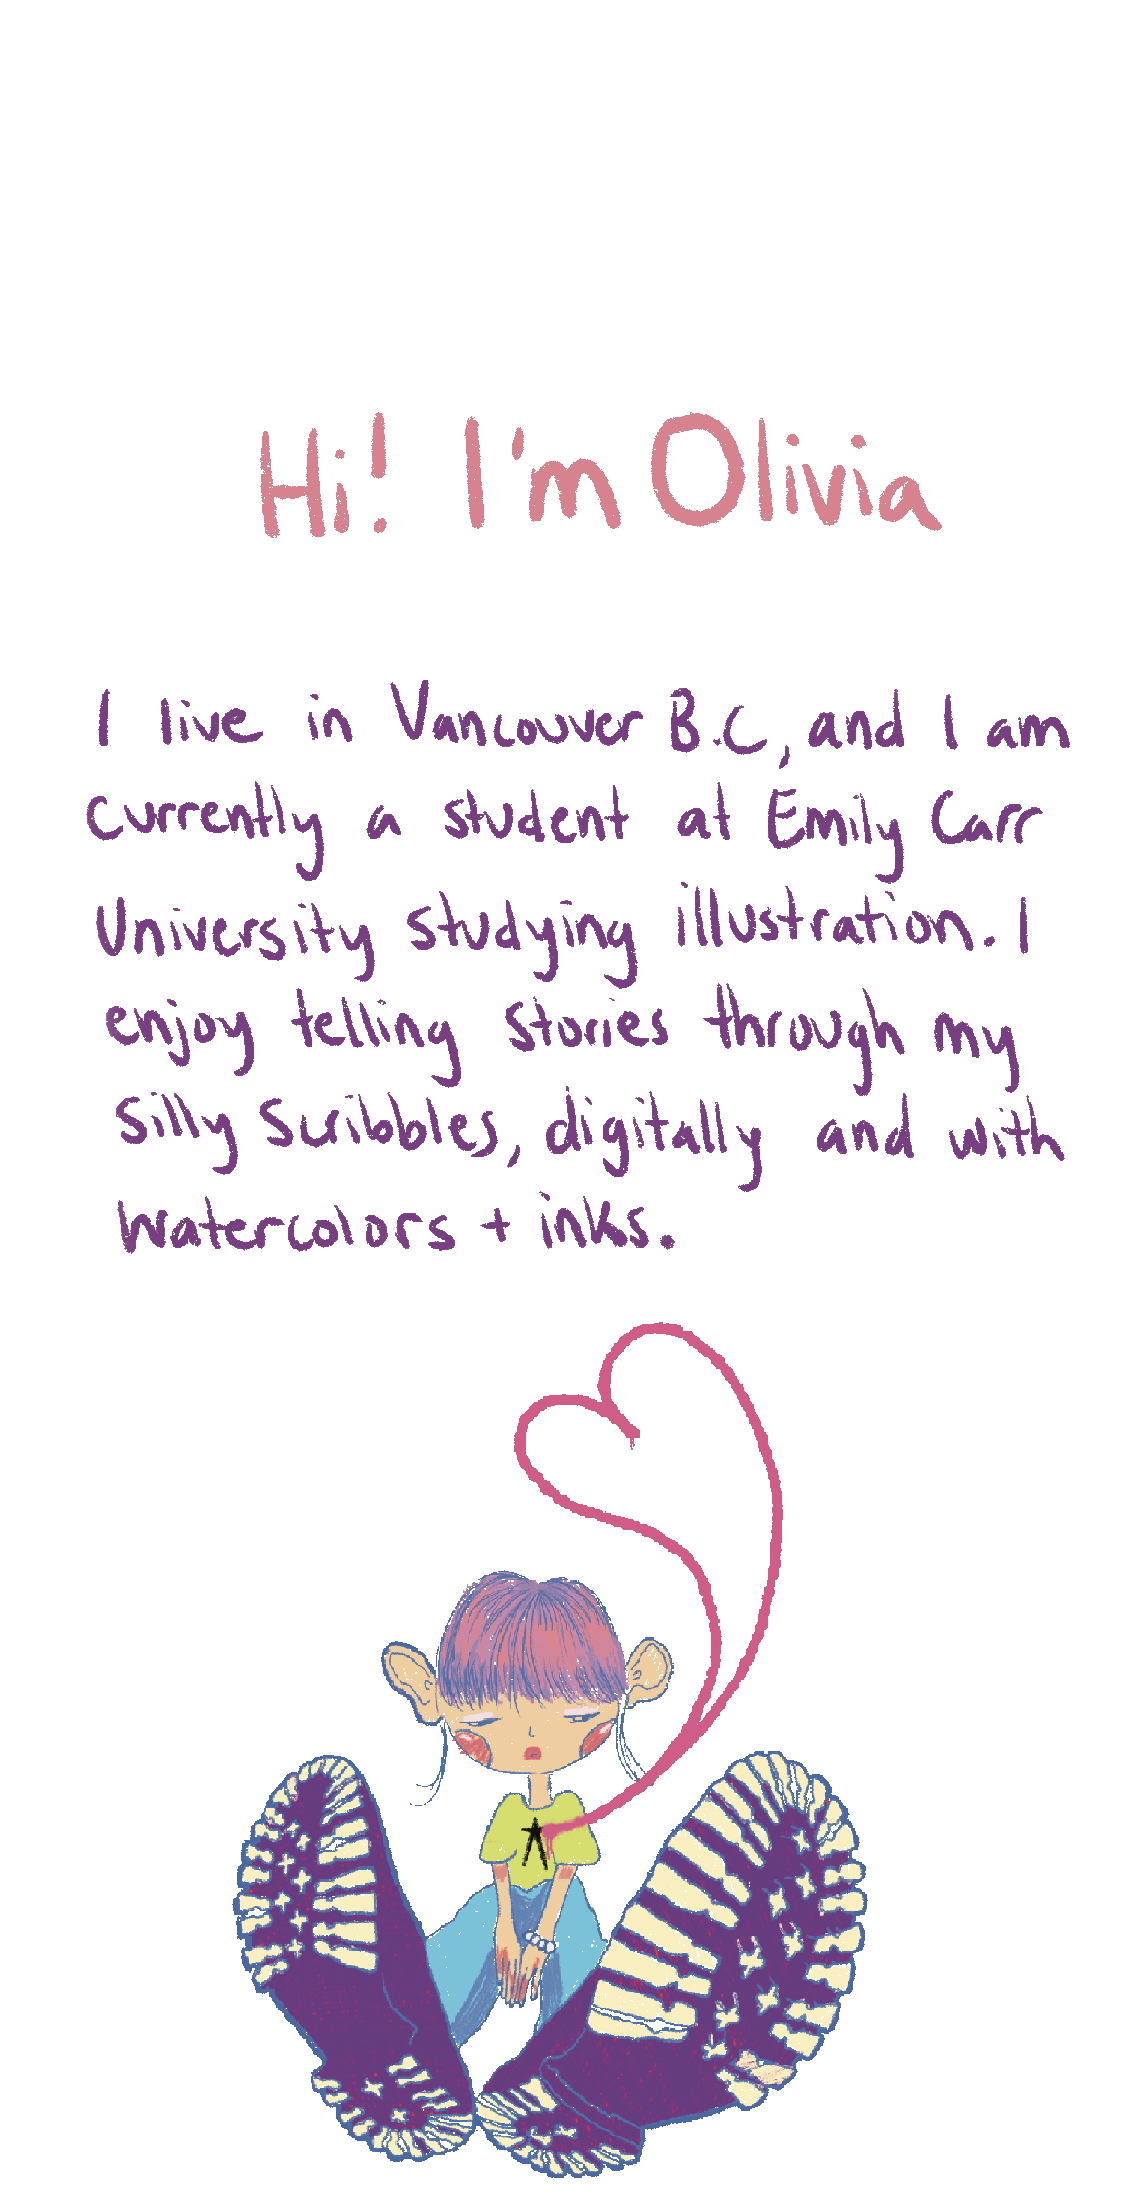 Hi! I'm Olivia
I live in Vancouver B.C, and I am
currently a student at Emily Carr
University studying illustration. I
enjoy telling stories through my
silly scribbles, digitally and with
watercolors + inks.